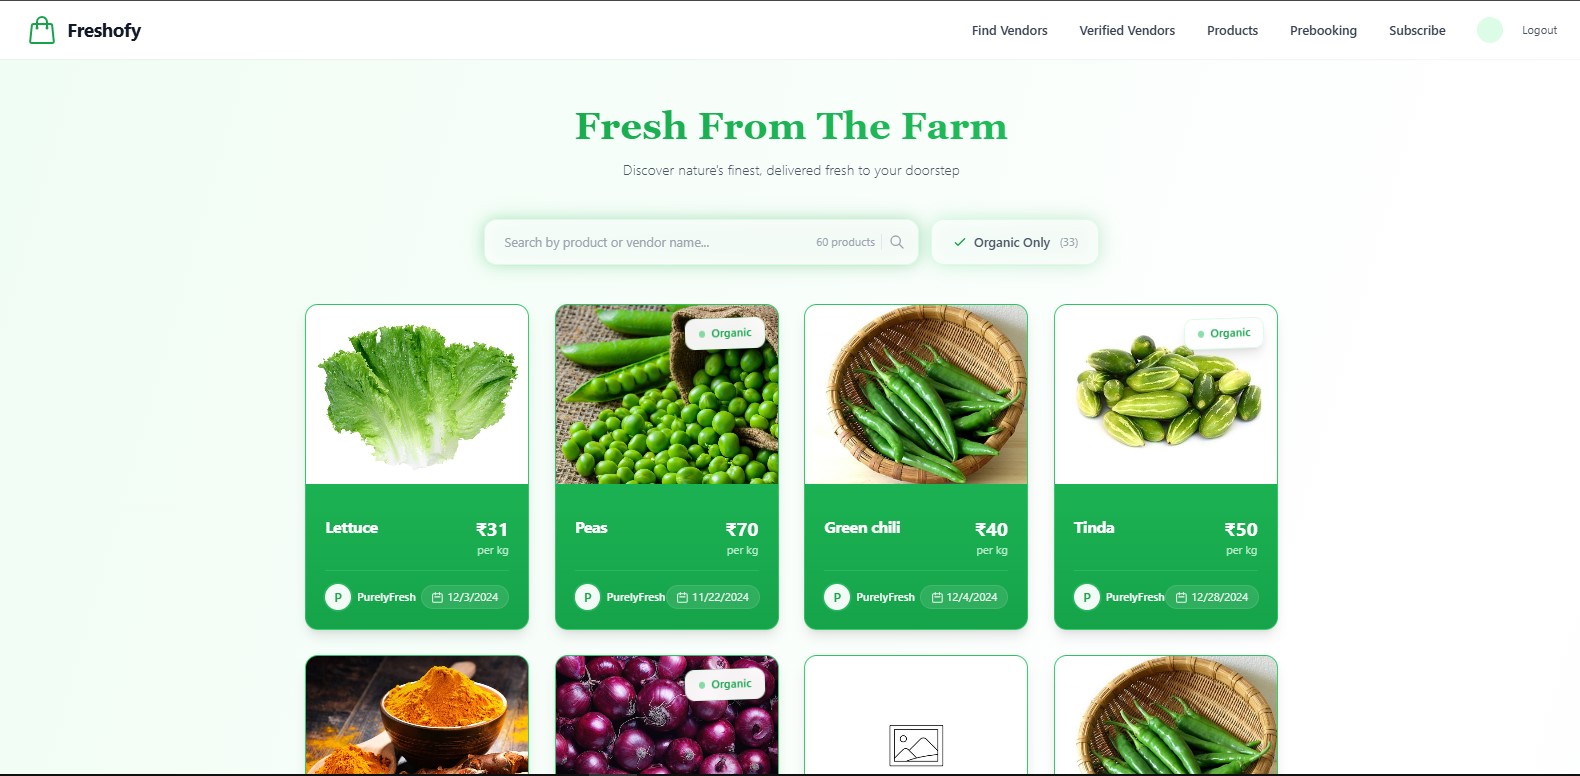 Freshofy
Find Vendors
Verified Vendors
Products
Prebooking
Subscribe
Logout
Fresh From The Farm
Discover nature's finest, delivered fresh to your doorstep
Search by product or vendor name...
60 products
Organic Only (33)
Lettuce
₹31
per kg
P PurelyFresh 12/3/2024
Organic
Peas
₹70
per kg
P PurelyFresh 11/22/2024
Green chili
₹40
per kg
P PurelyFresh 12/4/2024
Organic
Tinda
₹50
per kg
P PurelyFresh 12/28/2024
Organic